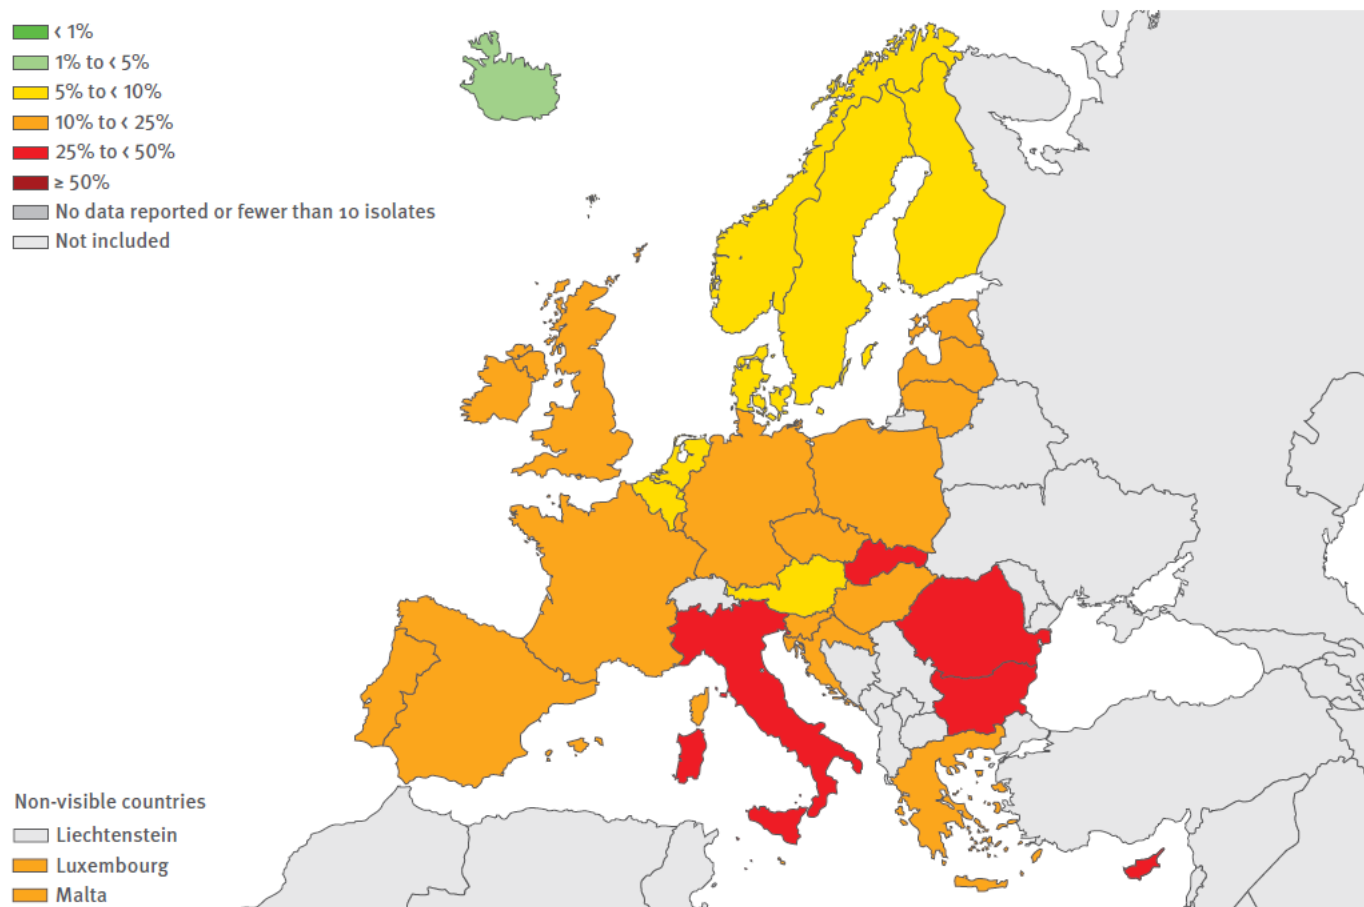 < 1%
1% to < 5%
5% to < 10%
10% to < 25%
25% to < 50%
≥ 50%
No data reported or fewer than 10 isolates
Not included
Non-visible countries
Liechtenstein
Luxembourg
Malta